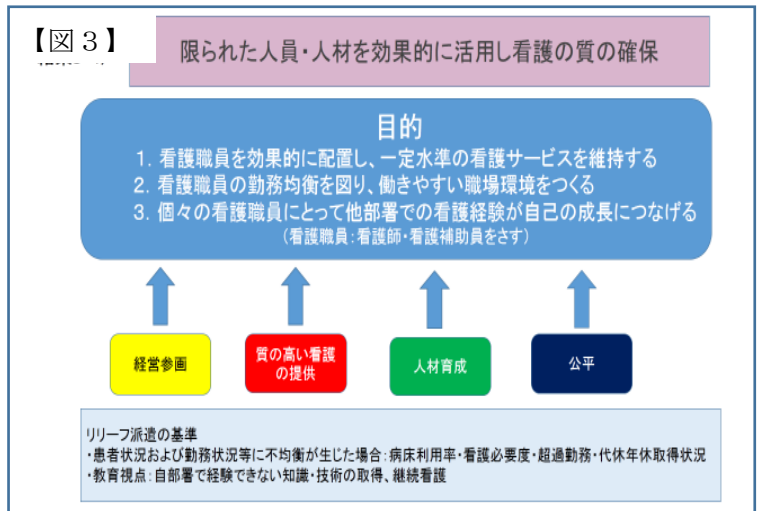 【図３】
限られた人員・人材を効果的に活用し看護の質の確保
目的
1. 看護職員を効果的に配置し、一定水準の看護サービスを維持する
2. 看護職員の勤務均衡を図り、働きやすい職場環境をつくる
3. 個々の看護職員にとって他部署での看護経験が自己の成長につなげる
（看護職員：看護師・看護補助員をさす）
経営参画
質の高い看護
の提供
人材育成
公平
リリーフ派遣の基準
・患者状況および勤務状況等に不均衡が生じた場合：病床利用率・看護必要度・超過勤務・代休年休取得状況
・教育視点：自部署で経験できない知識・技術の取得、継続看護